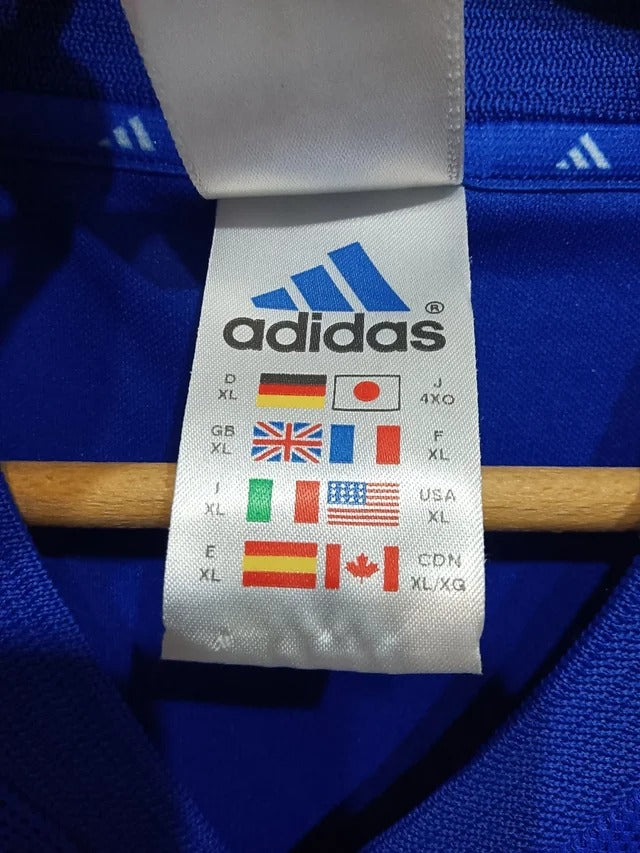 adidas®
D XL J 4XO
GB XL F XL
I XL USA XL
E XL CDN XL/XG